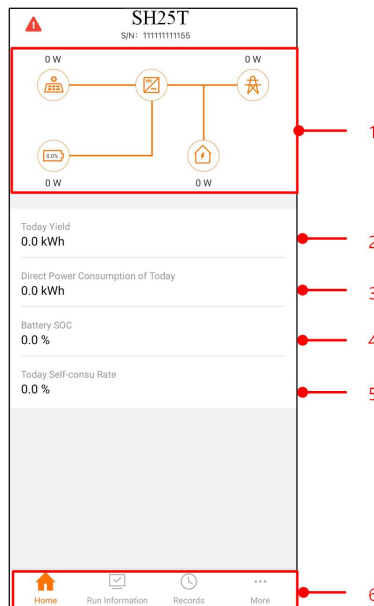 SH25T
S/N: 111111111155
0 W
0 W
0.0%
0 W
0 W
1
Today Yield
0.0 kWh
2
Direct Power Consumption of Today
0.0 kWh
3
Battery SOC
0.0 %
4
Today Self-consu Rate
0.0 %
5
Home
Run Information
Records
More
6